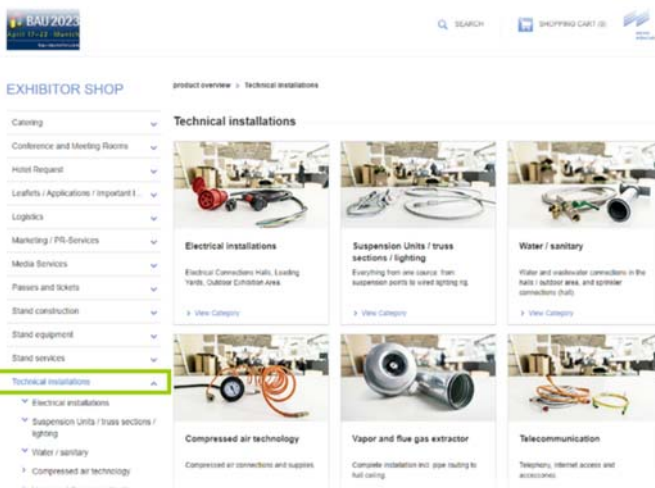 BAU 2023
April 17–22 Munich
SEARCH
SHOPPING CART (0)
EXHIBITOR SHOP
product overview > Technical installations
Catering
Conference and Meeting Rooms
Hotel Request
Leaflets / Applications / Important I...
Logistics
Marketing / PR-Services
Media Services
Passes and tickets
Stand construction
Stand equipment
Stand services
Technical installations
Electrical installations
Suspension Units / truss sections /
lighting
Water / sanitary
Compressed air technology
Technical installations
Electrical installations
Electrical Connections Halls, Loading
Yards, Outdoor Exhibition Area.
View Category
Suspension Units / truss
sections / lighting
Everything from one source: from
suspension points to wired lighting rig.
View Category
Water / sanitary
Water and wastewater connections in the
halls / outdoor area, and sprinkler
connections (hall).
View Category
Compressed air technology
Compressed air connections and supplies.
Vapor and flue gas extractor
Complete installation incl. pipe routing to
hall ceiling.
Telecommunication
Telephony, internet access and
accessories.